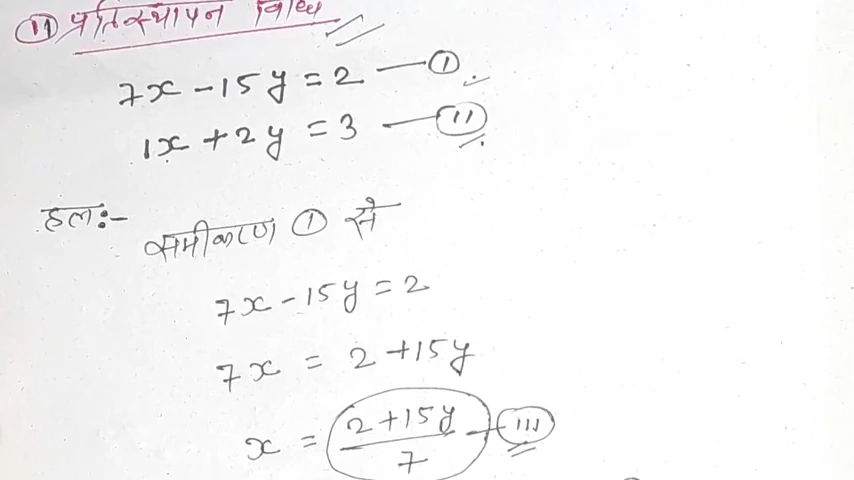 (ii) प्रतिस्थापन विधि
7x - 15y = 2 — (i)
1x + 2y = 3 — (ii)
हल:-
समीकरण (i) से
7x - 15y = 2
7x = 2 + 15y
x = (2 + 15y)/7 — (iii)